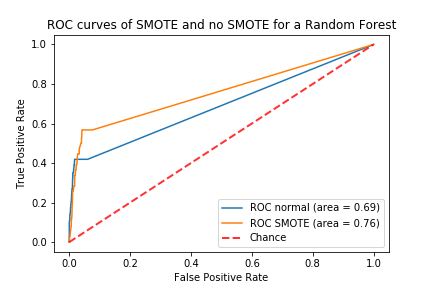 ROC curves of SMOTE and no SMOTE for a Random Forest
1.0
0.8
0.6
0.4
0.2
0.0
True Positive Rate
ROC normal (area = 0.69)
ROC SMOTE (area = 0.76)
Chance
0.0 0.2 0.4 0.6 0.8 1.0
False Positive Rate